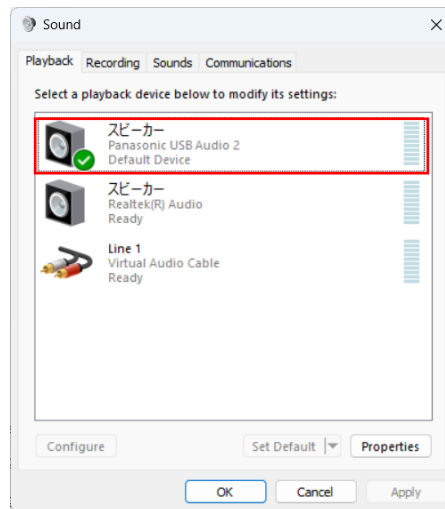 Sound
Playback Recording Sounds Communications
Select a playback device below to modify its settings:
スピーカー
Panasonic USB Audio 2
Default Device
スピーカー
Realtek(R) Audio
Ready
Line 1
Virtual Audio Cable
Ready
Configure Set Default Properties
OK Cancel Apply